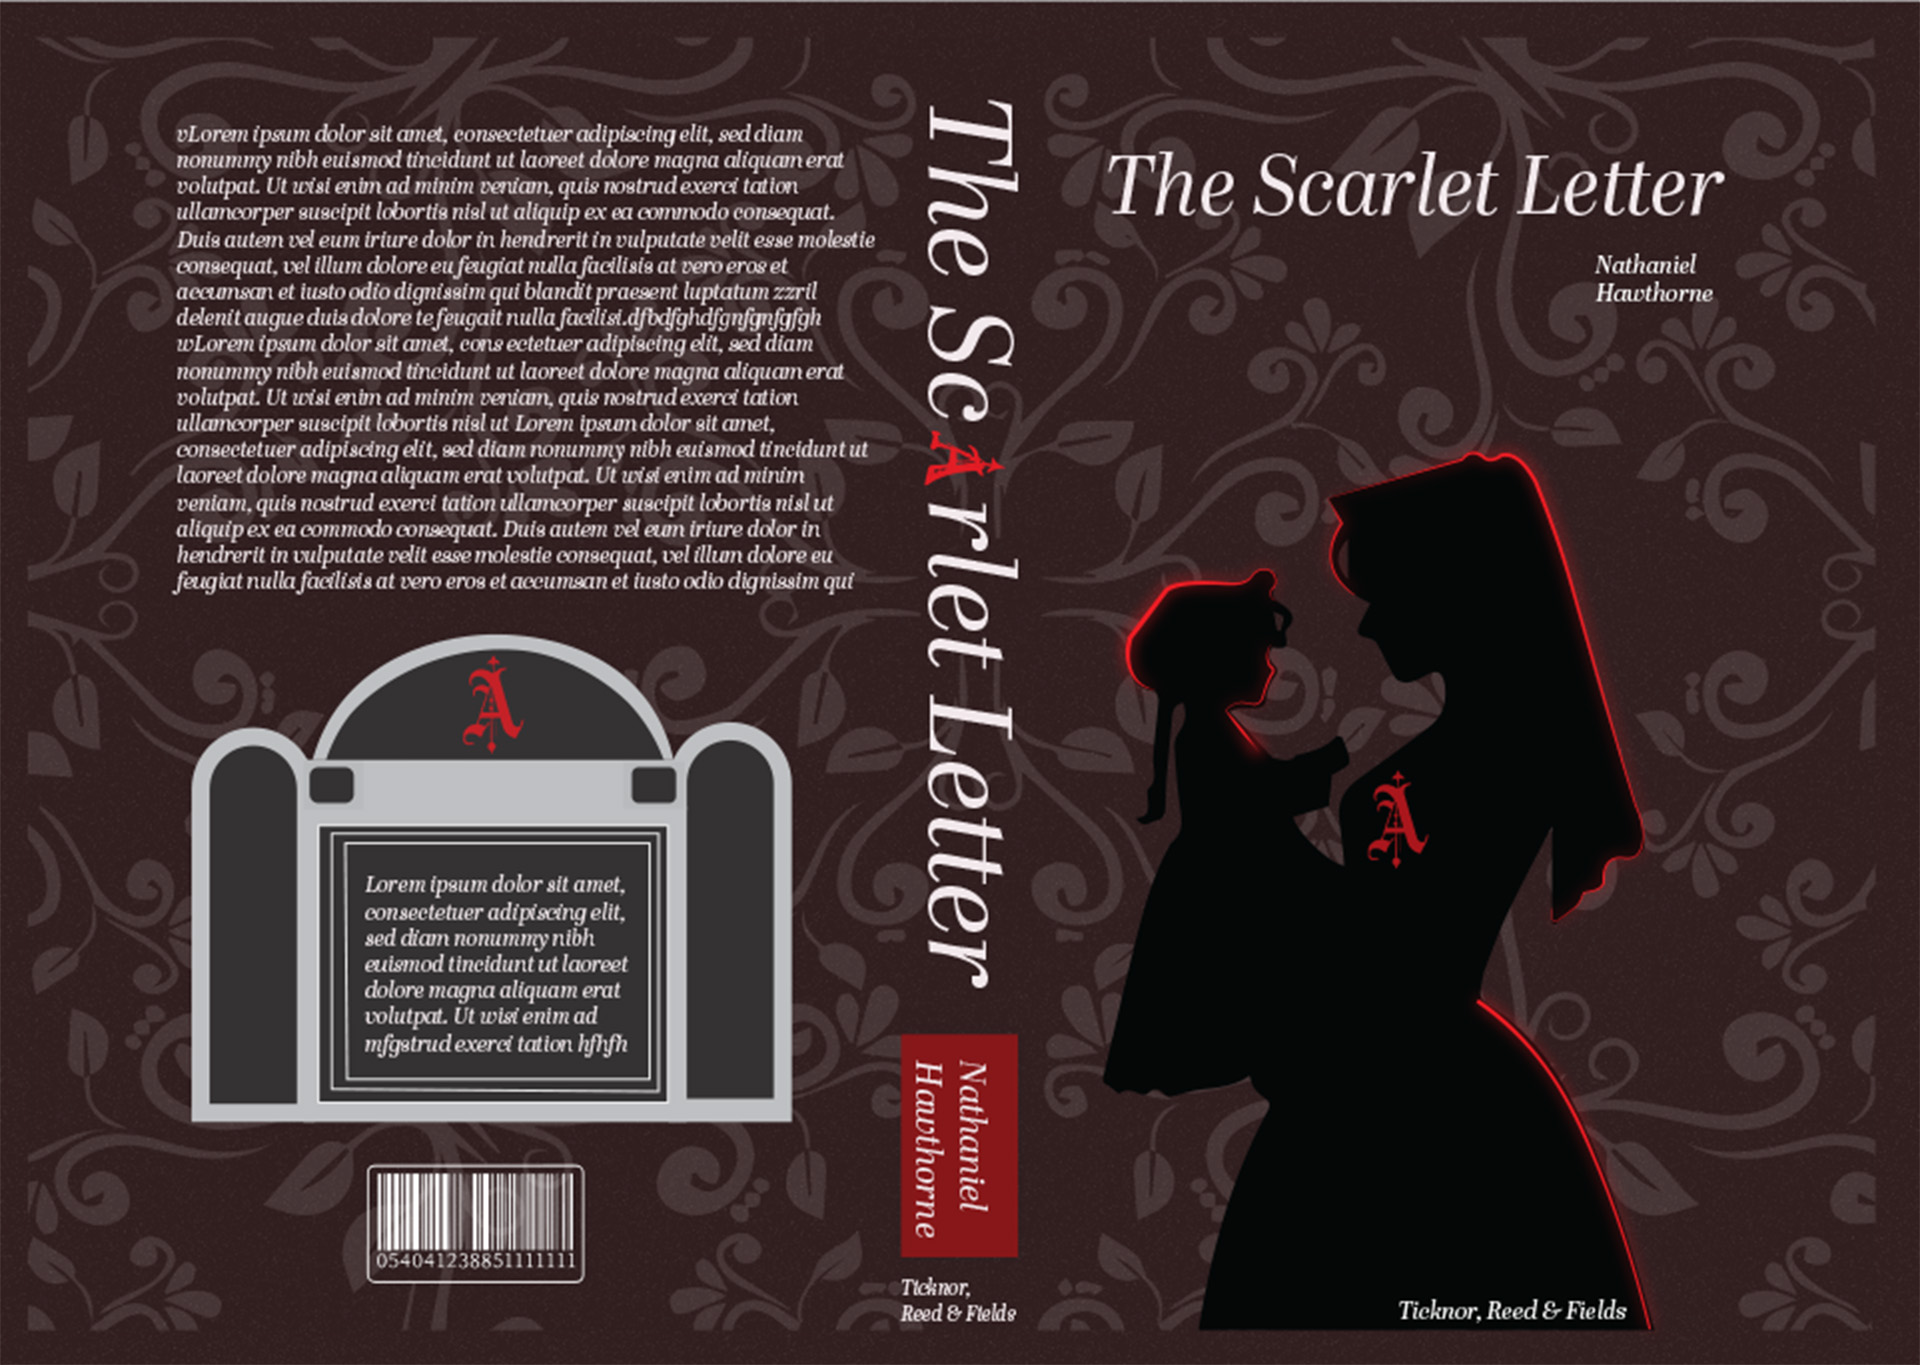 vLorem ipsum dolor sit amet, consectetuer adipiscing elit, sed diam
nonummy nibh euismod tincidunt ut laoreet dolore magna aliquam erat
volutpat. Ut wisi enim ad minim veniam, quis nostrud exerci tation
ullamcorper suscipit lobortis nisl ut aliquip ex ea commodo consequat.
Duis autem vel eum iriure dolor in hendrerit in vulputate velit esse molestie
consequat, vel illum dolore eu feugiat nulla facilisis at vero eros et
accumsan et iusto odio dignissim qui blandit praesent luptatum zzril
delenit augue duis dolore te feugait nulla facilisi.dfbdfghdfgnfgnfgfgh
wLorem ipsum dolor sit amet, cons ectetuer adipiscing elit, sed diam
nonummy nibh euismod tincidunt ut laoreet dolore magna aliquam erat
volutpat. Ut wisi enim ad minim veniam, quis nostrud exerci tation
ullamcorper suscipit lobortis nisl ut Lorem ipsum dolor sit amet,
consectetuer adipiscing elit, sed diam nonummy nibh euismod tincidunt ut
laoreet dolore magna aliquam erat volutpat. Ut wisi enim ad minim
veniam, quis nostrud exerci tation ullamcorper suscipit lobortis nisl ut
aliquip ex ea commodo consequat. Duis autem vel eum iriure dolor in
hendrerit in vulputate velit esse molestie consequat, vel illum dolore eu
feugiat nulla facilisis at vero eros et accumsan et iusto odio dignissim qui
A
Lorem ipsum dolor sit amet,
consectetuer adipiscing elit,
sed diam nonummy nibh
euismod tincidunt ut laoreet
dolore magna aliquam erat
volutpat. Ut wisi enim ad
mfgstrud exerci tation hfhfh
0540412388511111111
The ScArlet Letter
Nathaniel
Hawthorne
Ticknor,
Reed & Fields
The Scarlet Letter
Nathaniel
Hawthorne
A
Ticknor, Reed & Fields